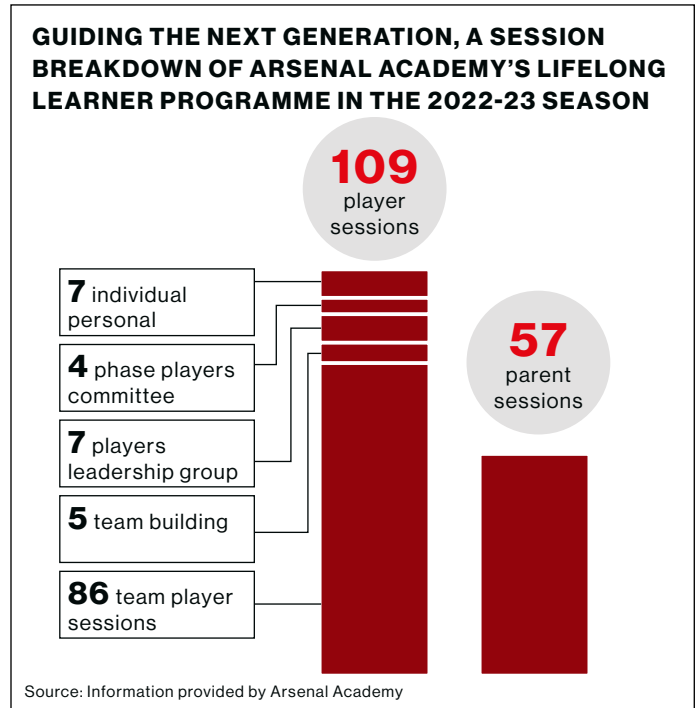 GUIDING THE NEXT GENERATION, A SESSION
BREAKDOWN OF ARSENAL ACADEMY’S LIFELONG
LEARNER PROGRAMME IN THE 2022-23 SEASON
109
player
sessions
7 individual
personal
4 phase players
committee
7 players
leadership group
5 team building
86 team player
sessions
57
parent
sessions
Source: Information provided by Arsenal Academy